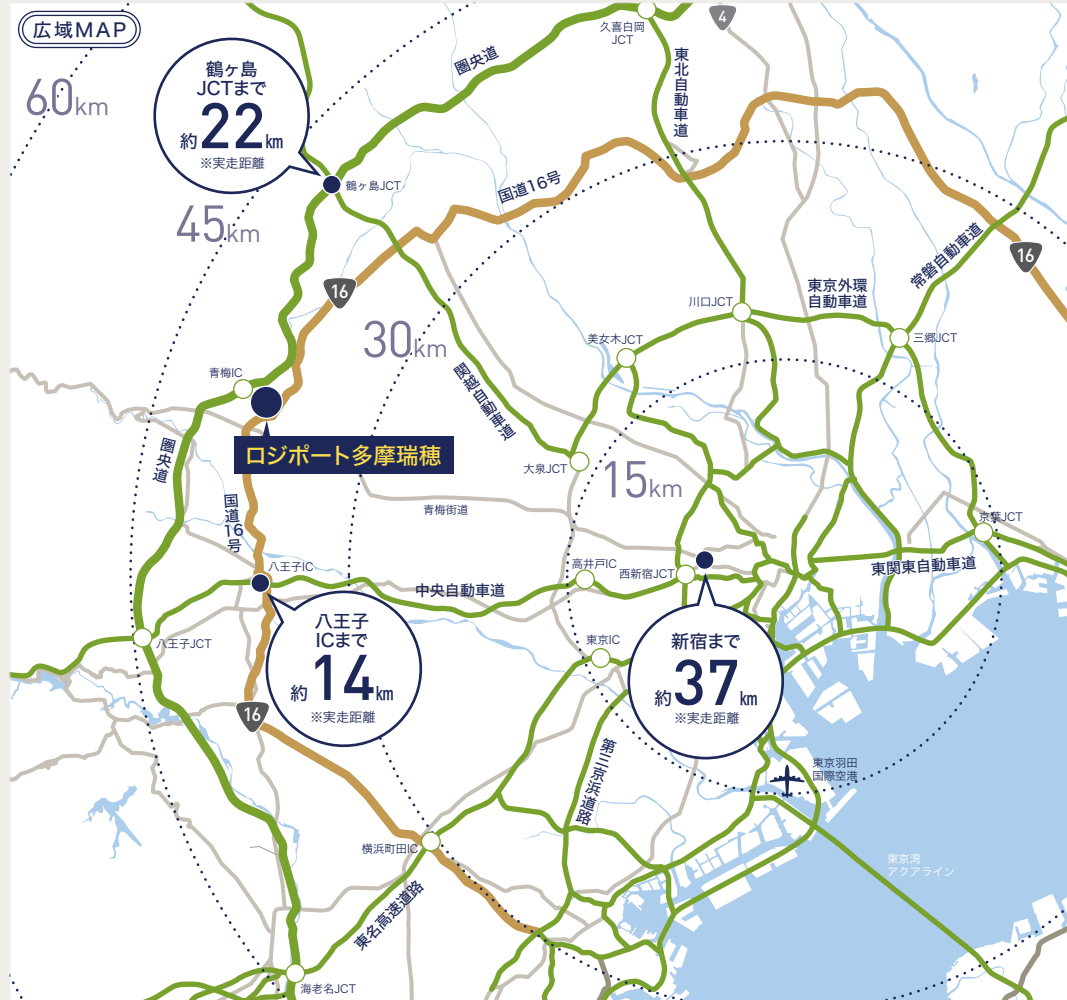 広域MAP
60km
鶴ヶ島
JCTまで
約22km
※実走距離
圏央道
久喜白岡
JCT
4
東北自動車道
鶴ヶ島JCT
国道16号
45km
16
16
常磐自動車道
東京外環
自動車道
川口JCT
三郷JCT
美女木JCT
30km
関越自動車道
青梅IC
ロジポート多摩瑞穂
圏央道
国道16号
大泉JCT
15km
青梅街道
京葉JCT
八王子IC
中央自動車道
高井戸IC
西新宿JCT
東関東自動車道
八王子JCT
八王子
ICまで
約14km
※実走距離
東京IC
新宿まで
約37km
※実走距離
16
第三京浜道路
東京羽田
国際空港
横浜町田IC
東京湾
アクアライン
東名高速道路
海老名JCT